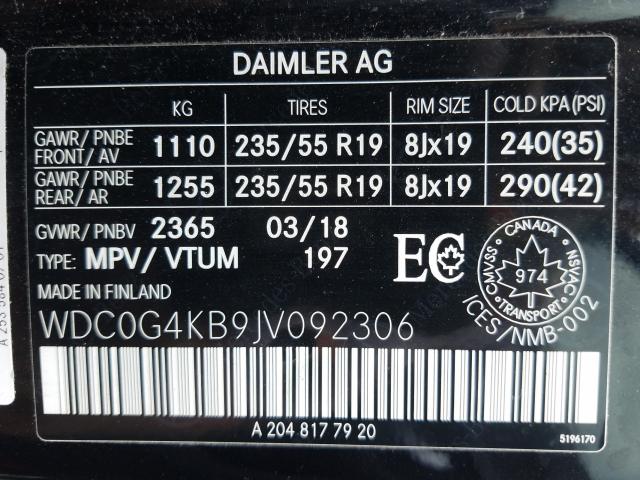 DAIMLER AG
KG TIRES RIM SIZE COLD KPA(PSI)
GAWR/ PNBE FRONT/ AV 1110 235/55 R19 8Jx19 240(35)
GAWR/ PNBE REAR/ AR 1255 235/55 R19 8Jx19 290(42)
GVWR/ PNBV 2365 03/18
TYPE: MPV/ VTUM 197
EC
CANADA
CMVSS 974 NSVAC
TRANSPORT
ICES/NMB-002
MADE IN FINLAND
WDC0G4KB9JV092306
A 204 817 79 20
5196170